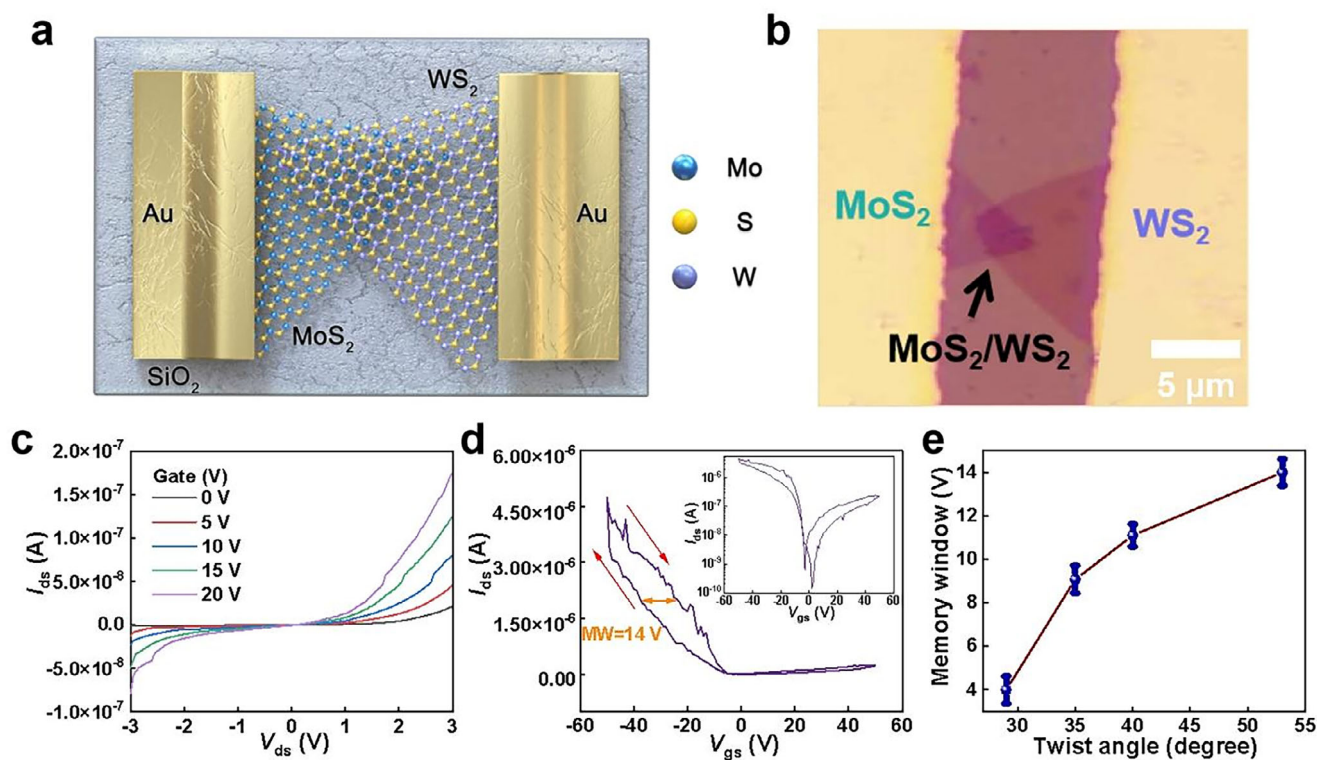 a
WS₂
Au
Au
MoS₂
SiO₂
Mo
S
W
b
MoS₂
WS₂
MoS₂/WS₂
5 μm
c
2.0×10⁻⁷
1.5×10⁻⁷
1.0×10⁻⁷
5.0×10⁻⁸
0.0
-5.0×10⁻⁸
-1.0×10⁻⁷
Ids (A)
Gate (V)
0 V
5 V
10 V
15 V
20 V
-3 -2 -1 0 1 2 3
Vds (V)
d
6.00×10⁻⁶
4.50×10⁻⁶
3.00×10⁻⁶
1.50×10⁻⁶
0.00
Ids (A)
MW=14 V
-60 -40 -20 0 20 40 60
Vgs (V)
10⁻⁶
10⁻⁷
10⁻⁸
10⁻⁹
10⁻¹⁰
Ids (A)
-60 -40 -20 0 20 40 60
Vgs (V)
e
14
12
10
8
6
4
Memory window (V)
30 35 40 45 50 55
Twist angle (degree)